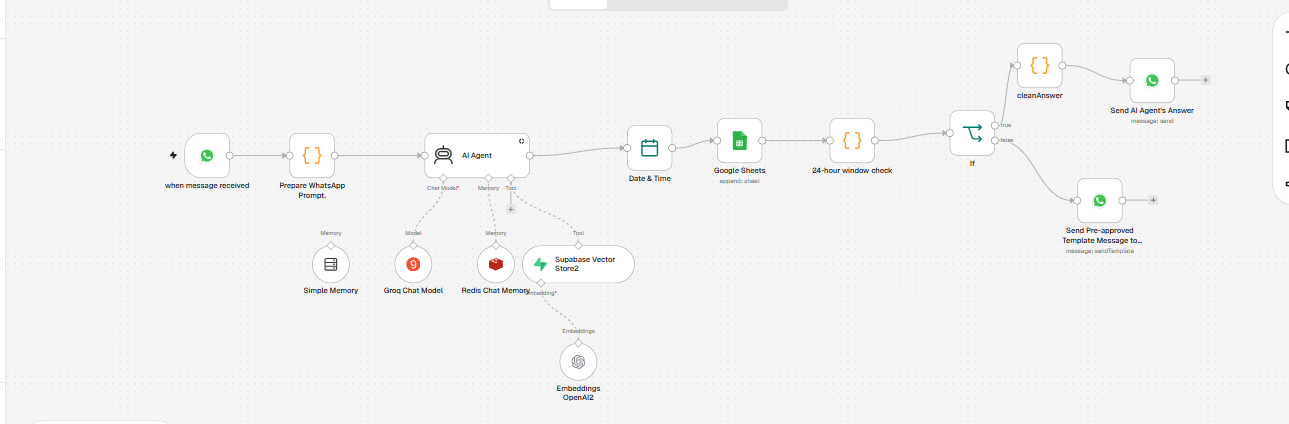 cleanAnswer
Send AI Agent's Answer
message: send
true
false
If
when message received
Prepare WhatsApp
Prompt.
AI Agent
Chat Model*
Memory
Tool
Date & Time
Google Sheets
append: sheet
24-hour window check
Send Pre-approved
Template Message to...
message: sendTemplate
Memory
Simple Memory
Model
Groq Chat Model
Memory
Redis Chat Memory
Tool
Supabase Vector
Store2
Embedding*
Embeddings
Embeddings
OpenAI2